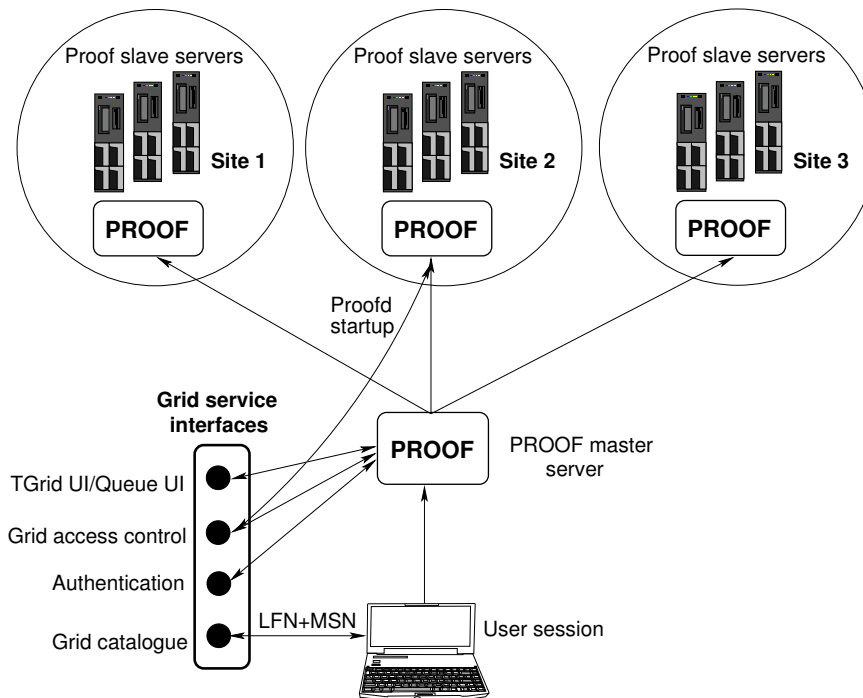 Proof slave servers
Proof slave servers
Proof slave servers
Site 1
Site 2
Site 3
PROOF
PROOF
PROOF
Proofd
startup
Grid service
interfaces
PROOF
PROOF master
server
TGrid UI/Queue UI
Grid access control
Authentication
Grid catalogue
LFN+MSN
User session